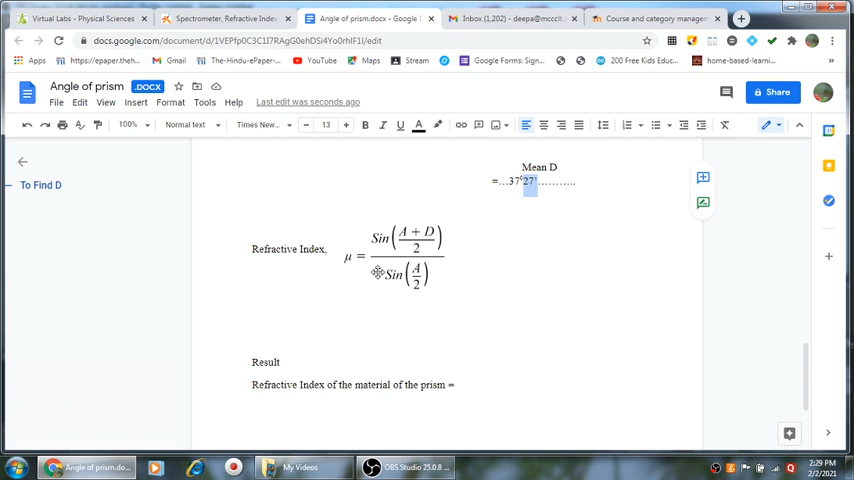 Virtual Labs - Physical Sciences
Spectrometer, Refractive Index
Angle of prism.docx - Google D
Inbox (1,202) - deepa@mccclt.ac
Course and category managem
docs.google.com/document/d/1VEPfp0C3C1I7RAgG0ehDSi4Yo0rhIF1I/edit
Apps
https://epaper.the...
The-Hindu-ePaper-...
YouTube
Gmail
Maps
Stream
Google Forms: Sign...
200 Free Kids Educ...
home-based-learni...
Angle of prism .DOCX
File Edit View Insert Format Tools Help Last edit was seconds ago
Share
100% Normal text Times New... 13 B I U A
To Find D
Mean D
=...37⁰27'...........
Refractive Index, μ = Sin((A + D)/2) / Sin(A/2)
Result
Refractive Index of the material of the prism =
Angle of prism.do...
My Videos
OBS Studio 25.0.8 ...
2:29 PM
2/2/2021